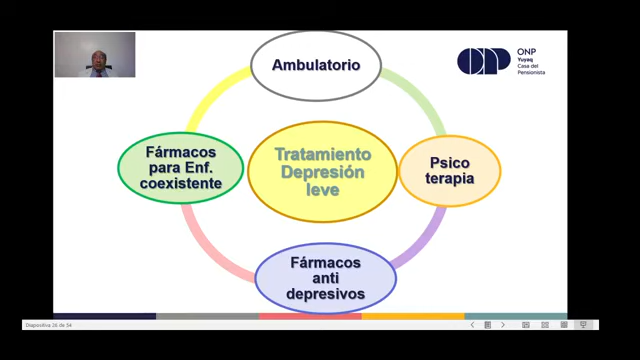 Ambulatorio
ONP
Yuyaq
Casa del
Pensionista
Fármacos
para Enf.
coexistente
Tratamiento
Depresión
leve
Psico
terapia
Fármacos
anti
depresivos
Diapositiva 26 de 54